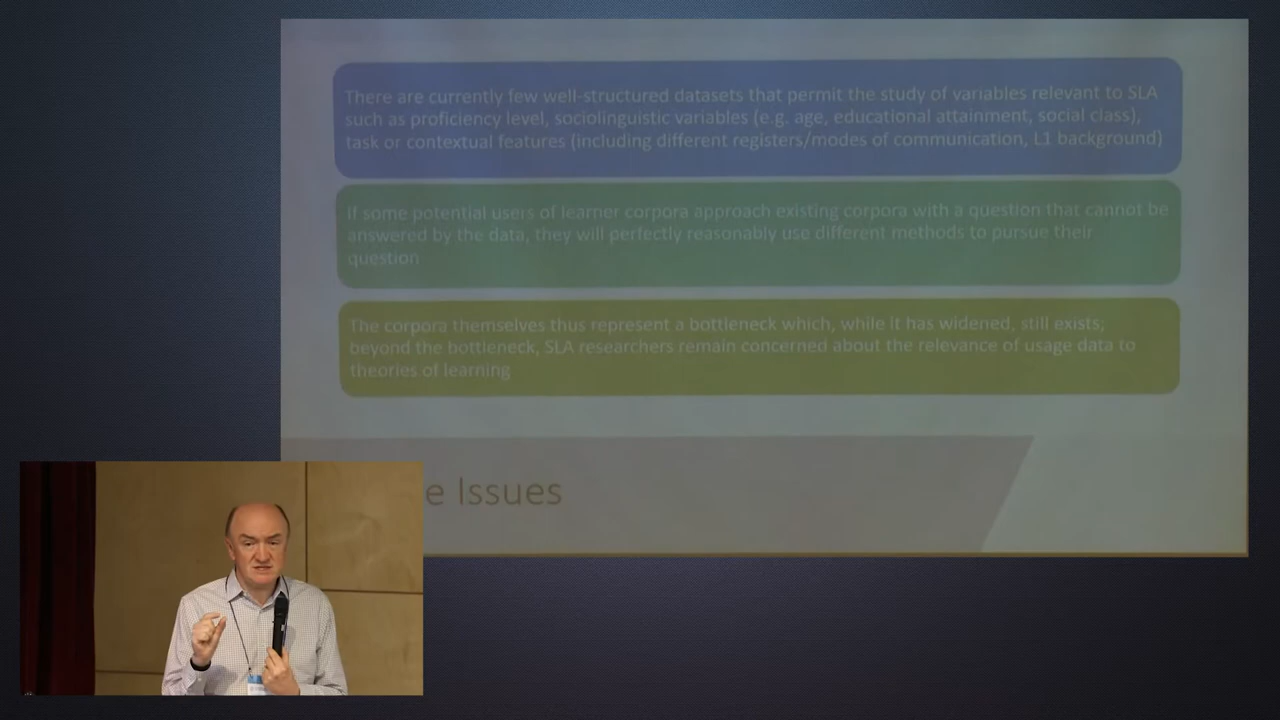 There are currently few well-structured datasets that permit the study of variables relevant to SLA
such as proficiency level, sociolinguistic variables (e.g. age, educational attainment, social class),
task or contextual features (including different registers/modes of communication, L1 background)
If some potential users of learner corpora approach existing corpora with a question that cannot be
answered by the data, they will perfectly reasonably use different methods to pursue their
question
The corpora themselves thus represent a bottleneck which, while it has widened, still exists;
beyond the bottleneck, SLA researchers remain concerned about the relevance of usage data to
theories of learning
e Issues